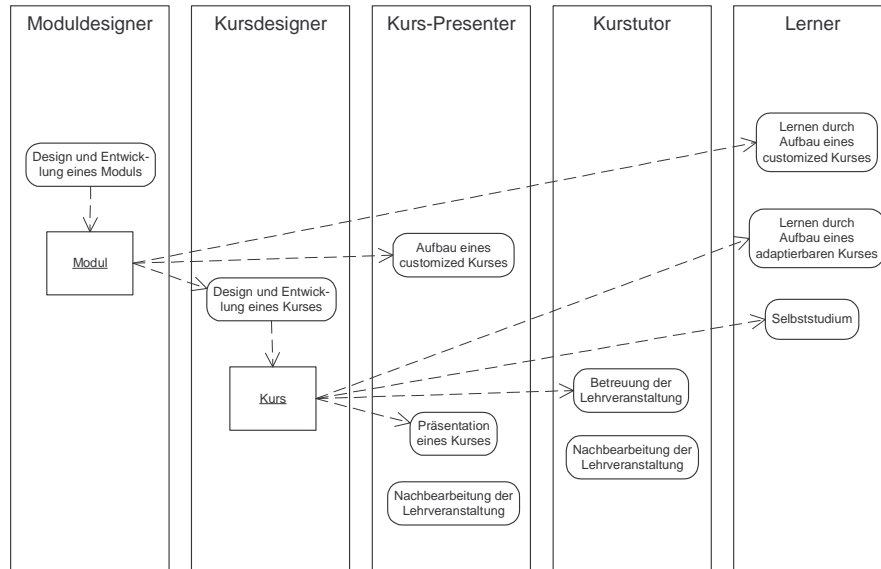 Moduldesigner
Kursdesigner
Kurs-Presenter
Kurstutor
Lerner
Design und Entwick-
lung eines Moduls
Modul
Design und Entwick-
lung eines Kurses
Kurs
Aufbau eines
customized Kurses
Präsentation
eines Kurses
Nachbearbeitung der
Lehrveranstaltung
Betreuung der
Lehrveranstaltung
Nachbearbeitung der
Lehrveranstaltung
Lernen durch
Aufbau eines
customized Kurses
Lernen durch
Aufbau eines
adaptierbaren Kurses
Selbststudium